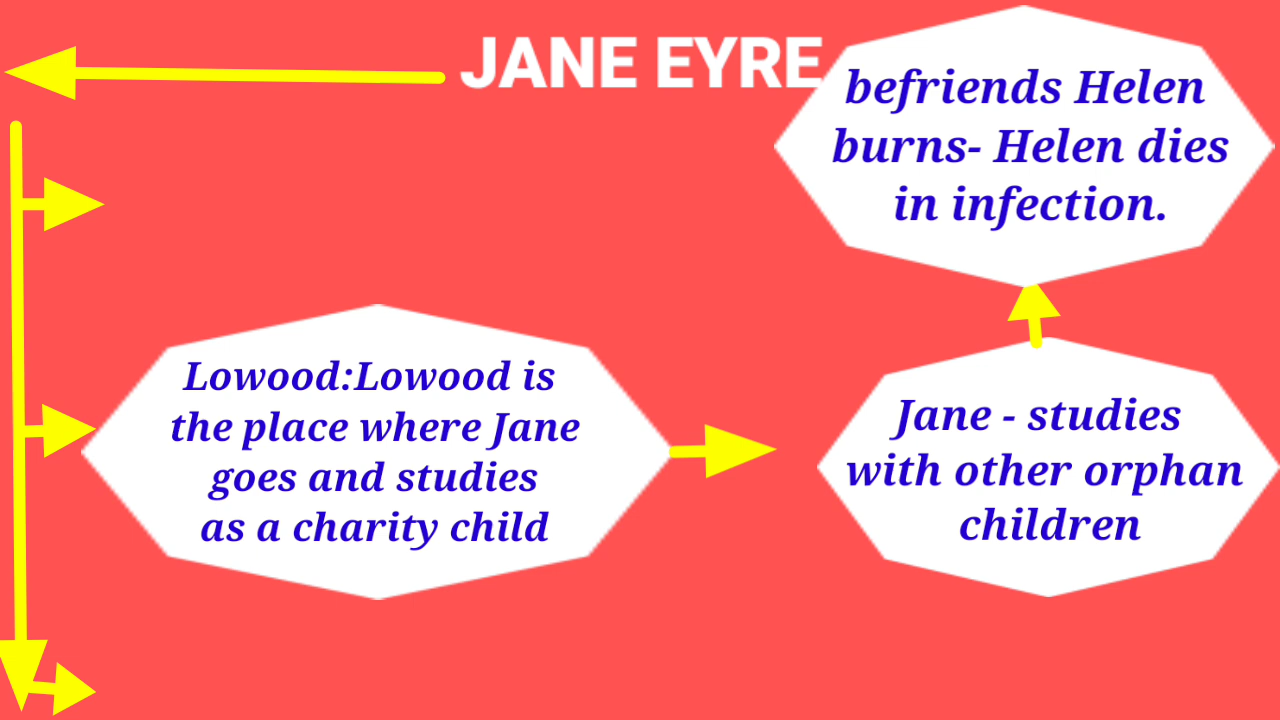 JANE EYRE
befriends Helen
burns- Helen dies
in infection.
Lowood:Lowood is
the place where Jane
goes and studies
as a charity child
Jane - studies
with other orphan
children